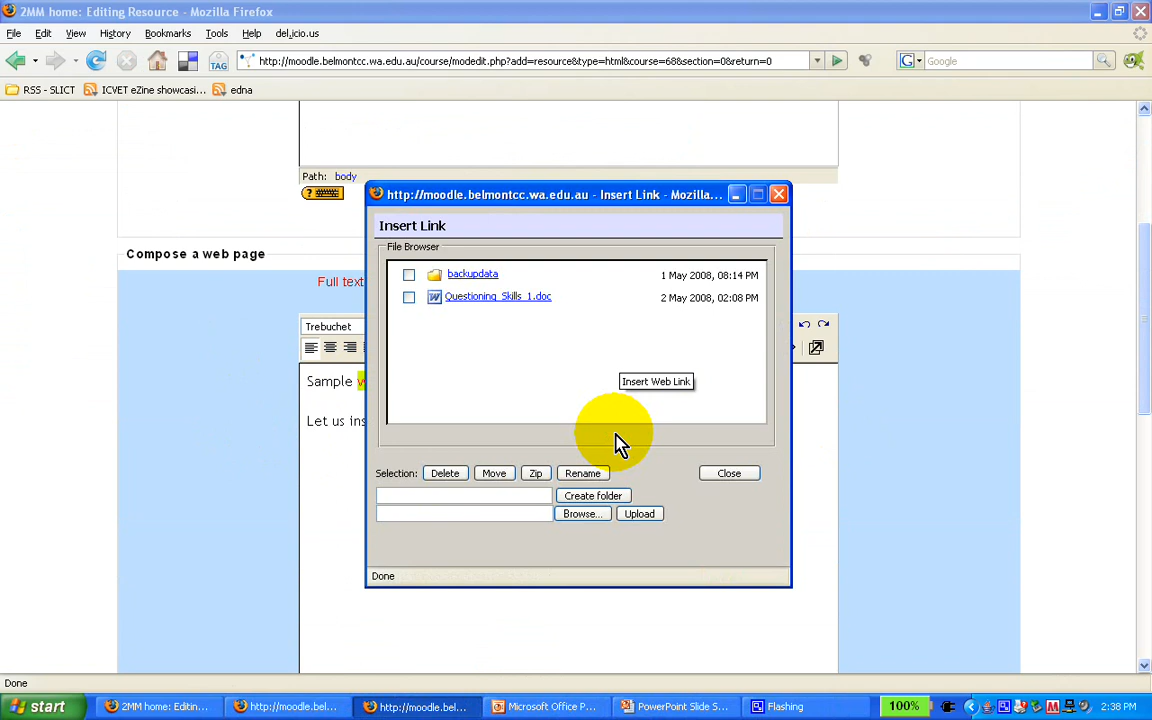 2MM home: Editing Resource - Mozilla Firefox
File Edit View History Bookmarks Tools Help del.icio.us
TAG http://moodle.belmontcc.wa.edu.au/course/modedit.php?add=resource&type=html&course=68&section=0&return=0 G Google
RSS - SLICT ICVET eZine showcasi... edna
Path: body
?
http://moodle.belmontcc.wa.edu.au - Insert Link - Mozilla...
Insert Link
File Browser
backupdata 1 May 2008, 08:14 PM
Questioning_Skills_1.doc 2 May 2008, 02:08 PM
Insert Web Link
Selection: Delete Move Zip Rename Close
Create folder
Browse... Upload
Done
Compose a web page
Full text
Trebuchet
Sample
Let us ins
Done
start 2MM home: Editin... http://moodle.bel... http://moodle.bel... Microsoft Office P... PowerPoint Slide S... Flashing 100% 2:38 PM